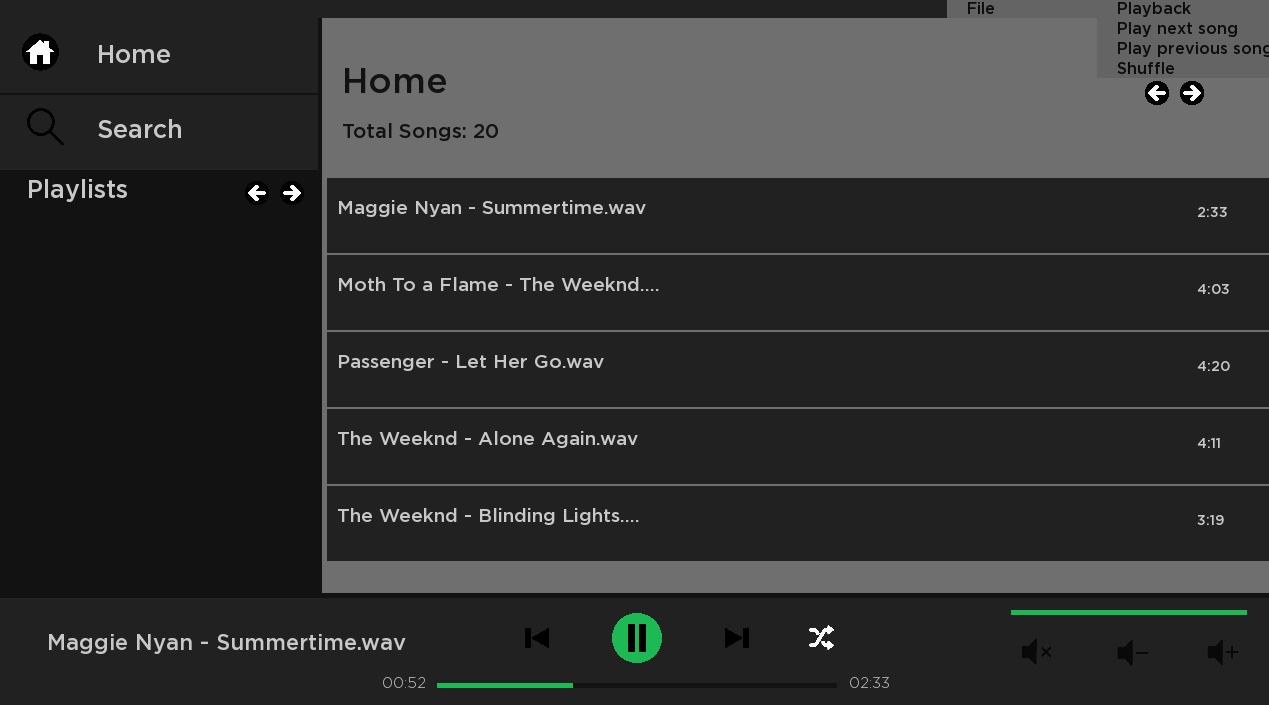 File
Playback
Play next song
Play previous song
Shuffle
Home
Search
Playlists
Home
Total Songs: 20
Maggie Nyan - Summertime.wav 2:33
Moth To a Flame - The Weeknd.... 4:03
Passenger - Let Her Go.wav 4:20
The Weeknd - Alone Again.wav 4:11
The Weeknd - Blinding Lights.... 3:19
Maggie Nyan - Summertime.wav
00:52 02:33